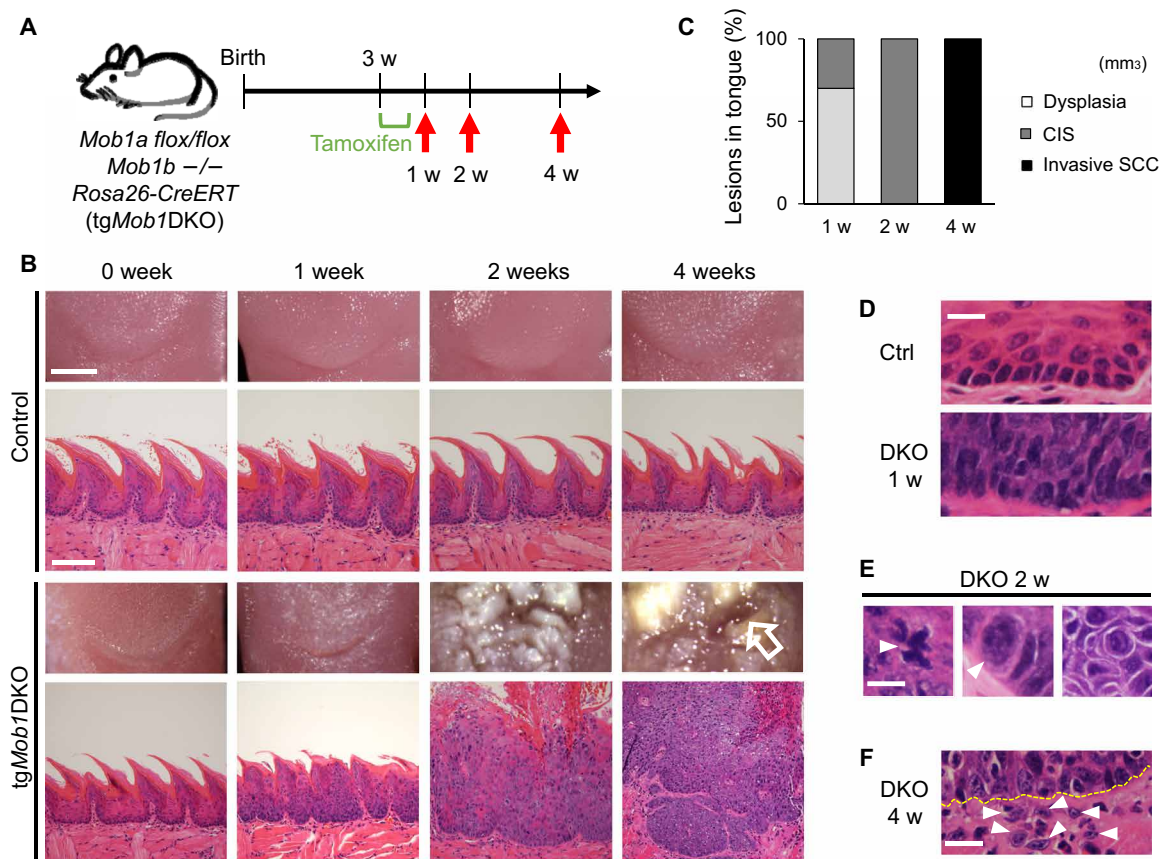 A
Birth
3 w
Tamoxifen
1 w
2 w
4 w
Mob1a flox/flox
Mob1b −/−
Rosa26-CreERT
(tgMob1DKO)
C
Lesions in tongue (%)
100
50
0
1 w
2 w
4 w
(mm3)
Dysplasia
CIS
Invasive SCC
B
0 week
1 week
2 weeks
4 weeks
Control
tgMob1DKO
D
Ctrl
DKO
1 w
E
DKO 2 w
F
DKO
4 w